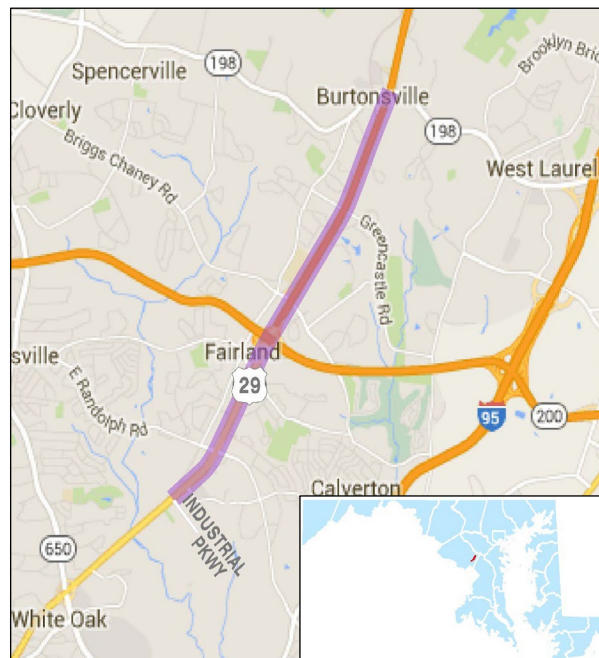 Spencerville
198
Cloverly
Burtonsville
Brooklyn Bri
198
Briggs Chaney Rd
West Laurel
Greencastle Rd
Fairland
sville
29
E Randolph Rd
95
200
Calverton
INDUSTRIAL
PKWY
650
White Oak